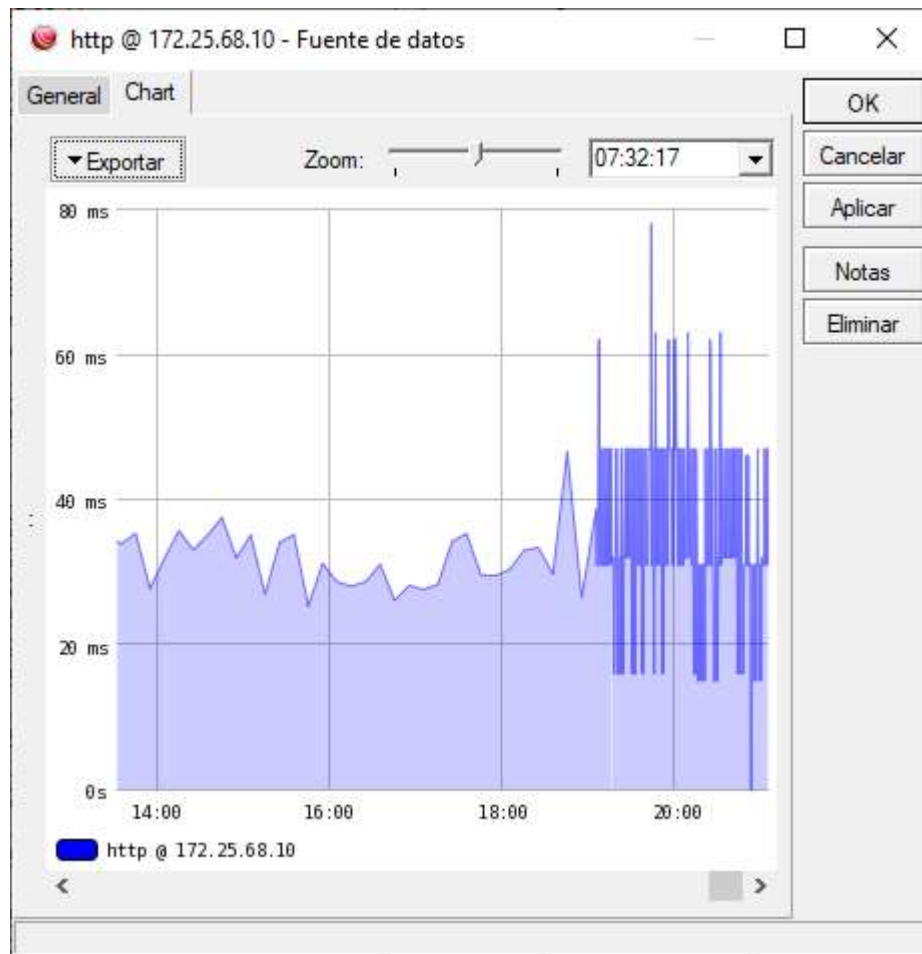 http @ 172.25.68.10 - Fuente de datos
General Chart
OK
Exportar Zoom: 07:32:17
Cancelar
Aplicar
Notas
Eliminar
80 ms
60 ms
40 ms
20 ms
0s
14:00 16:00 18:00 20:00
http @ 172.25.68.10